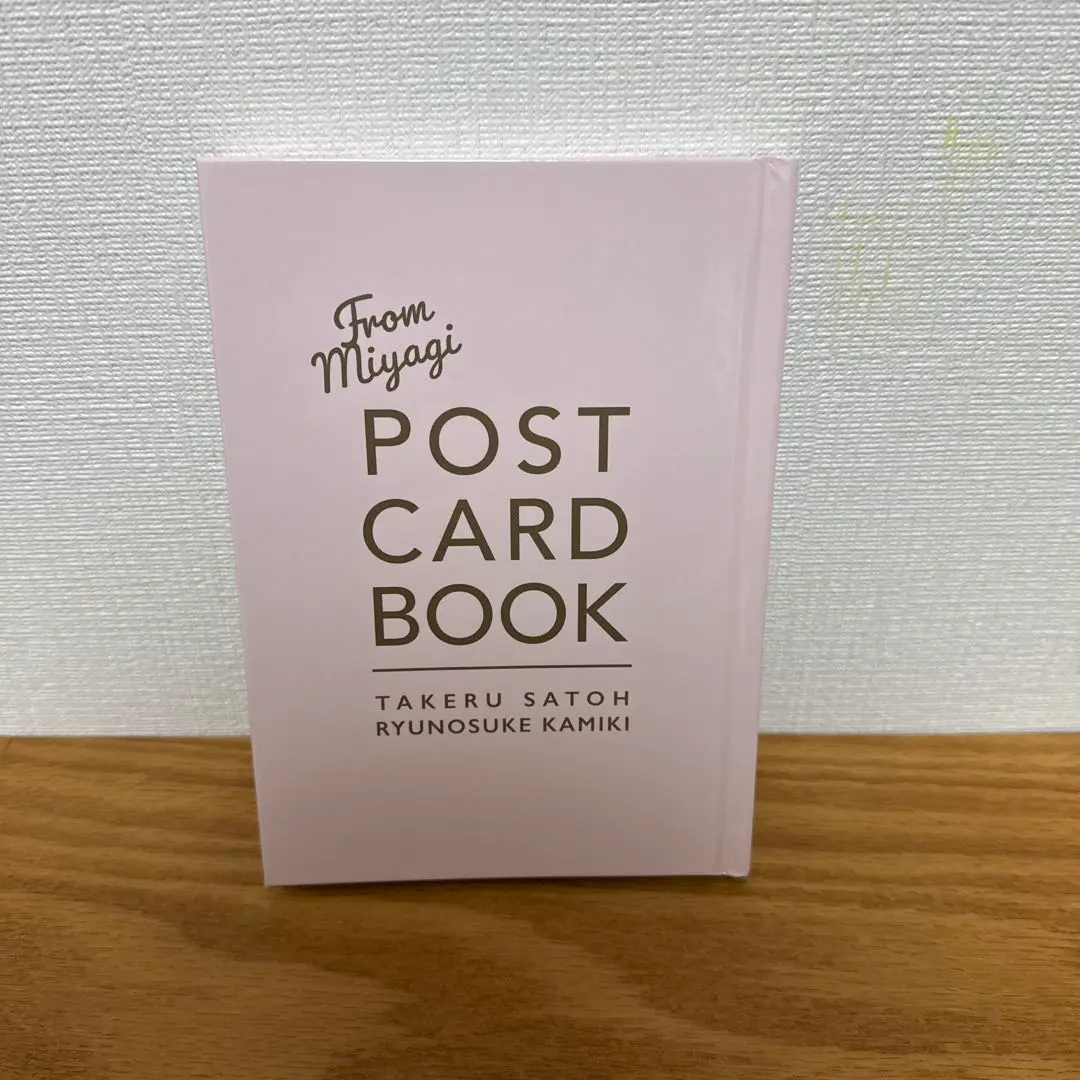 From
Miyagi
POST
CARD
BOOK
TAKERU SATOH
RYUNOSUKE KAMIKI